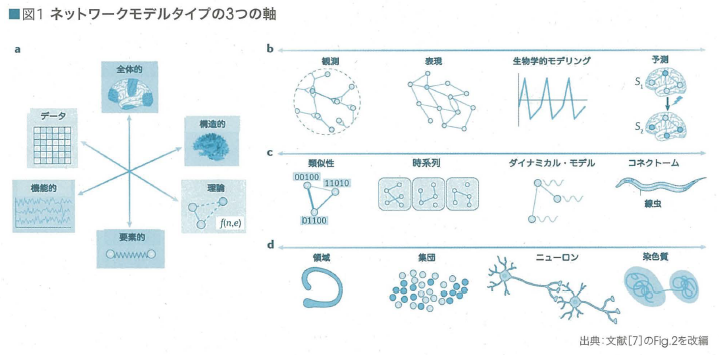 ■図1 ネットワークモデルタイプの3つの軸
a
全体的
データ
構造的
機能的
理論
f(n,e)
要素的
b
観測
表現
生物学的モデリング
予測
S1
S2
c
類似性
時系列
ダイナミカル・モデル
コネクトーム
00100
11010
01100
線虫
d
領域
集団
ニューロン
染色質
出典:文献[7]のFig.2を改編